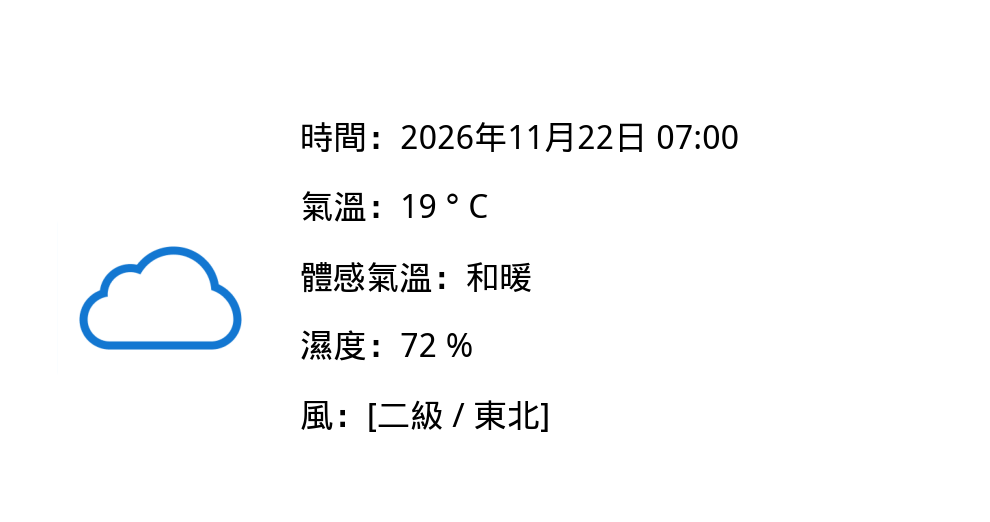 時間：2026年11月22日 07:00
氣溫：19 ° C
體感氣溫：和暖
濕度：72 %
風：[二級 / 東北]